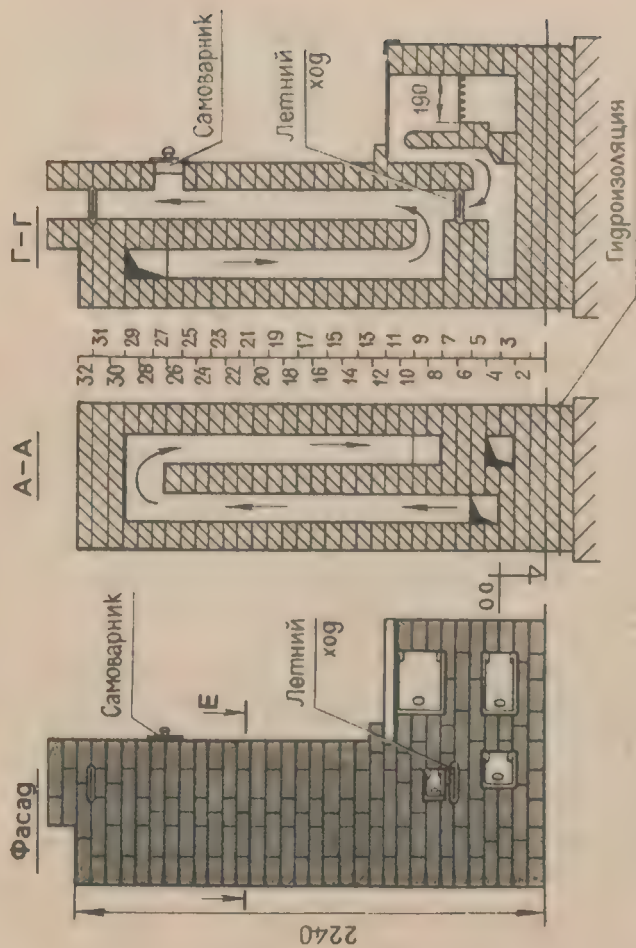 Фасад
Самоварник
Е
Летний
ход
2240
0 0
А–А
32 31
30 29
28 27
26 25
24 23
22 21
20 19
18 17
16 15
14 13
12 11
10 9
8 7
6 5
4 3
2
Г–Г
Самоварник
Летний
ход
190
Гидроизоляция